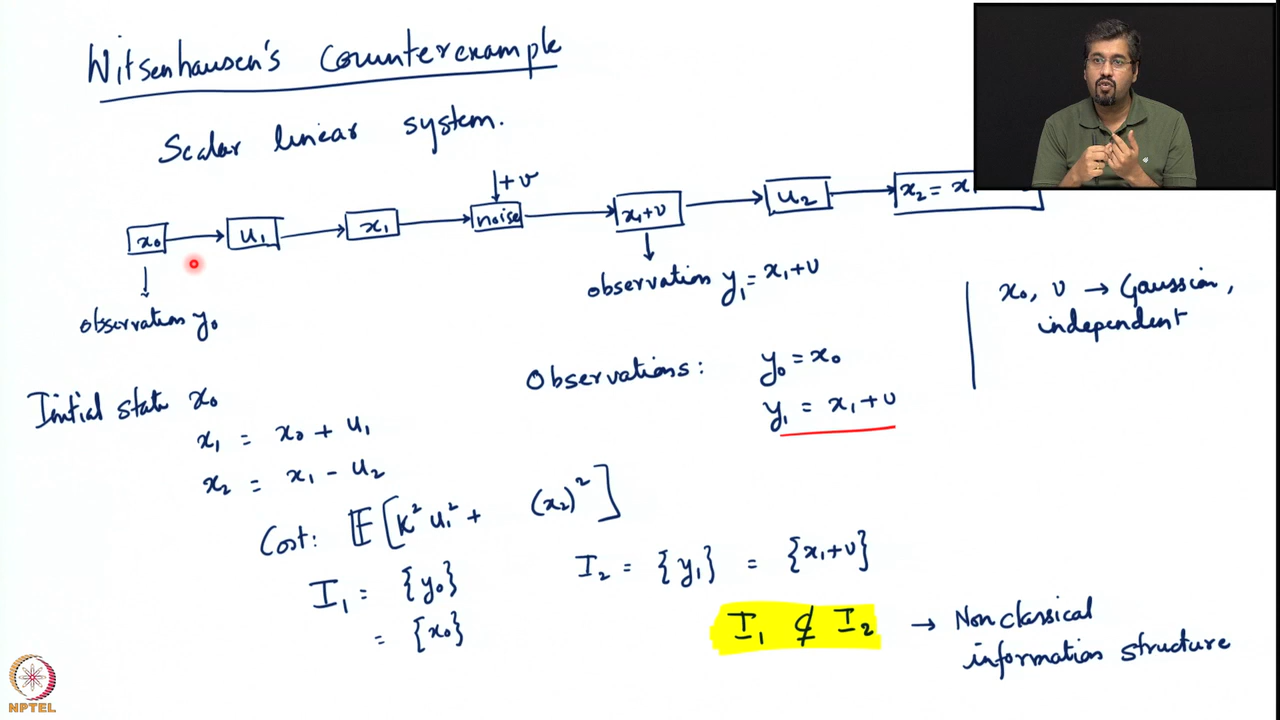 Witsenhausen's Counterexample
Scalar linear system.
+v
x₀ → u₁ → x₁ → noise → x₁+v → u₂ → x₂ = x
observation y₀
observation y₁ = x₁+v
x₀, v → Gaussian,
independent
Observations: y₀ = x₀
y₁ = x₁+v
Initial state x₀
x₁ = x₀ + u₁
x₂ = x₁ - u₂
Cost: 𝔼[k²u₁² + (x₂)²]
I₁ = {y₀}
= {x₀}
I₂ = {y₁} = {x₁+v}
I₁ ⊄ I₂ → Nonclassical
information structure
NPTEL